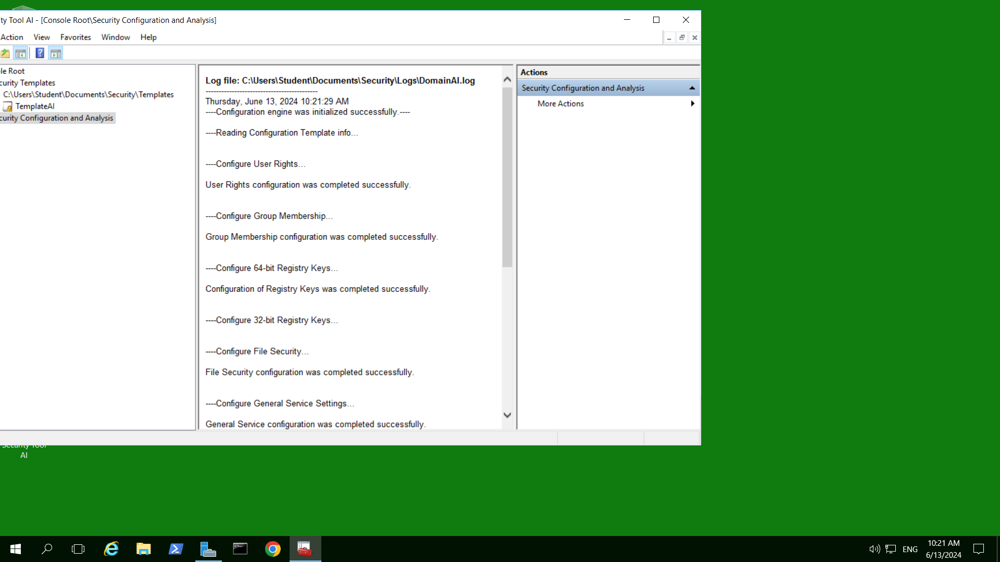 ty Tool AI - [Console Root\Security Configuration and Analysis]
Action View Favorites Window Help
le Root
curity Templates
C:\Users\Student\Documents\Security\Templates
TemplateAI
curity Configuration and Analysis
Log file: C:\Users\Student\Documents\Security\Logs\DomainAI.log
-------------------------------------------
Thursday, June 13, 2024 10:21:29 AM
----Configuration engine was initialized successfully.----
----Reading Configuration Template info...
----Configure User Rights...
User Rights configuration was completed successfully.
----Configure Group Membership...
Group Membership configuration was completed successfully.
----Configure 64-bit Registry Keys...
Configuration of Registry Keys was completed successfully.
----Configure 32-bit Registry Keys...
----Configure File Security...
File Security configuration was completed successfully.
----Configure General Service Settings...
General Service configuration was completed successfully.
Actions
Security Configuration and Analysis
More Actions
Security Tool
AI
ENG
10:21 AM
6/13/2024